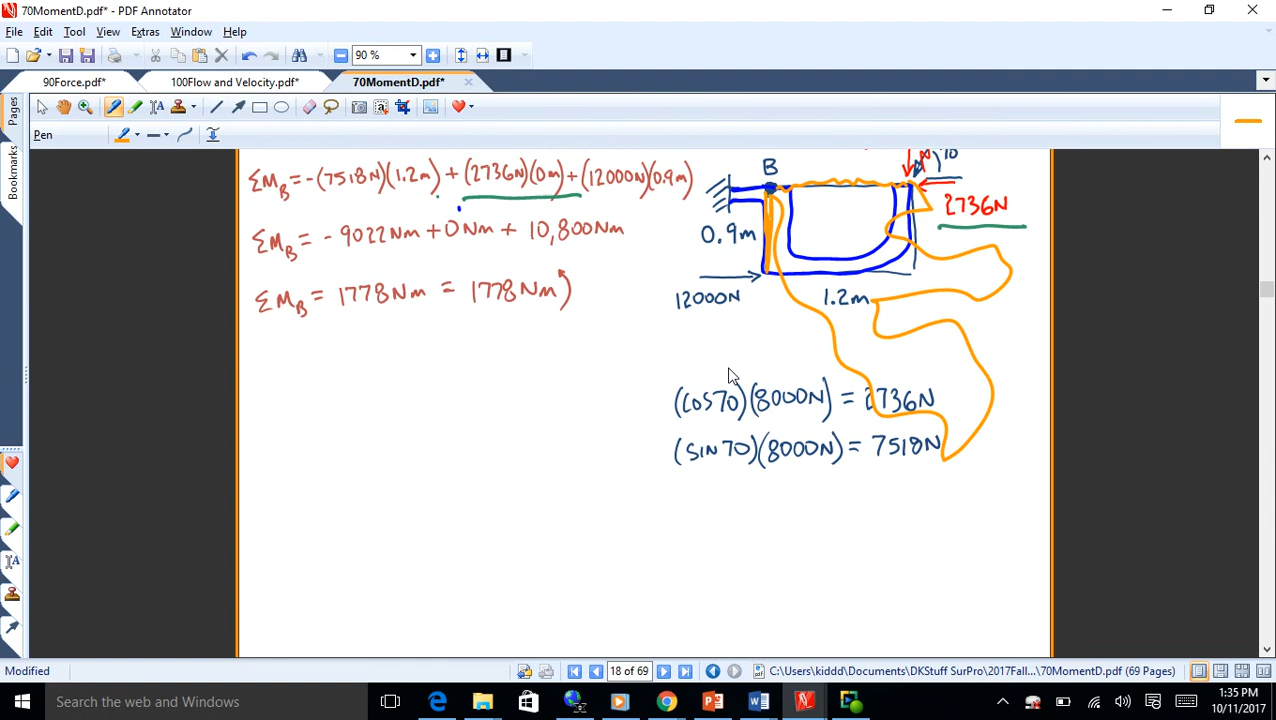 70MomentD.pdf* - PDF Annotator
File Edit Tool View Extras Window Help
90 %
90Force.pdf* 100Flow and Velocity.pdf* 70MomentD.pdf*
Pen
Pages
Bookmarks
ΣM_B = -(7518N)(1.2m) + (2736N)(0m) + (12000N)(0.9m)
ΣM_B = - 9022Nm + 0Nm + 10,800Nm
ΣM_B = 1778Nm = 1778Nm
B
2736N
0.9m
12000N
1.2m
(cos70)(8000N) = 2736N
(sin70)(8000N) = 7518N
Modified
18 of 69
C:\Users\kiddd\Documents\DKStuff SurPro\2017Fall...\70MomentD.pdf (69 Pages)
Search the web and Windows
1:35 PM
10/11/2017